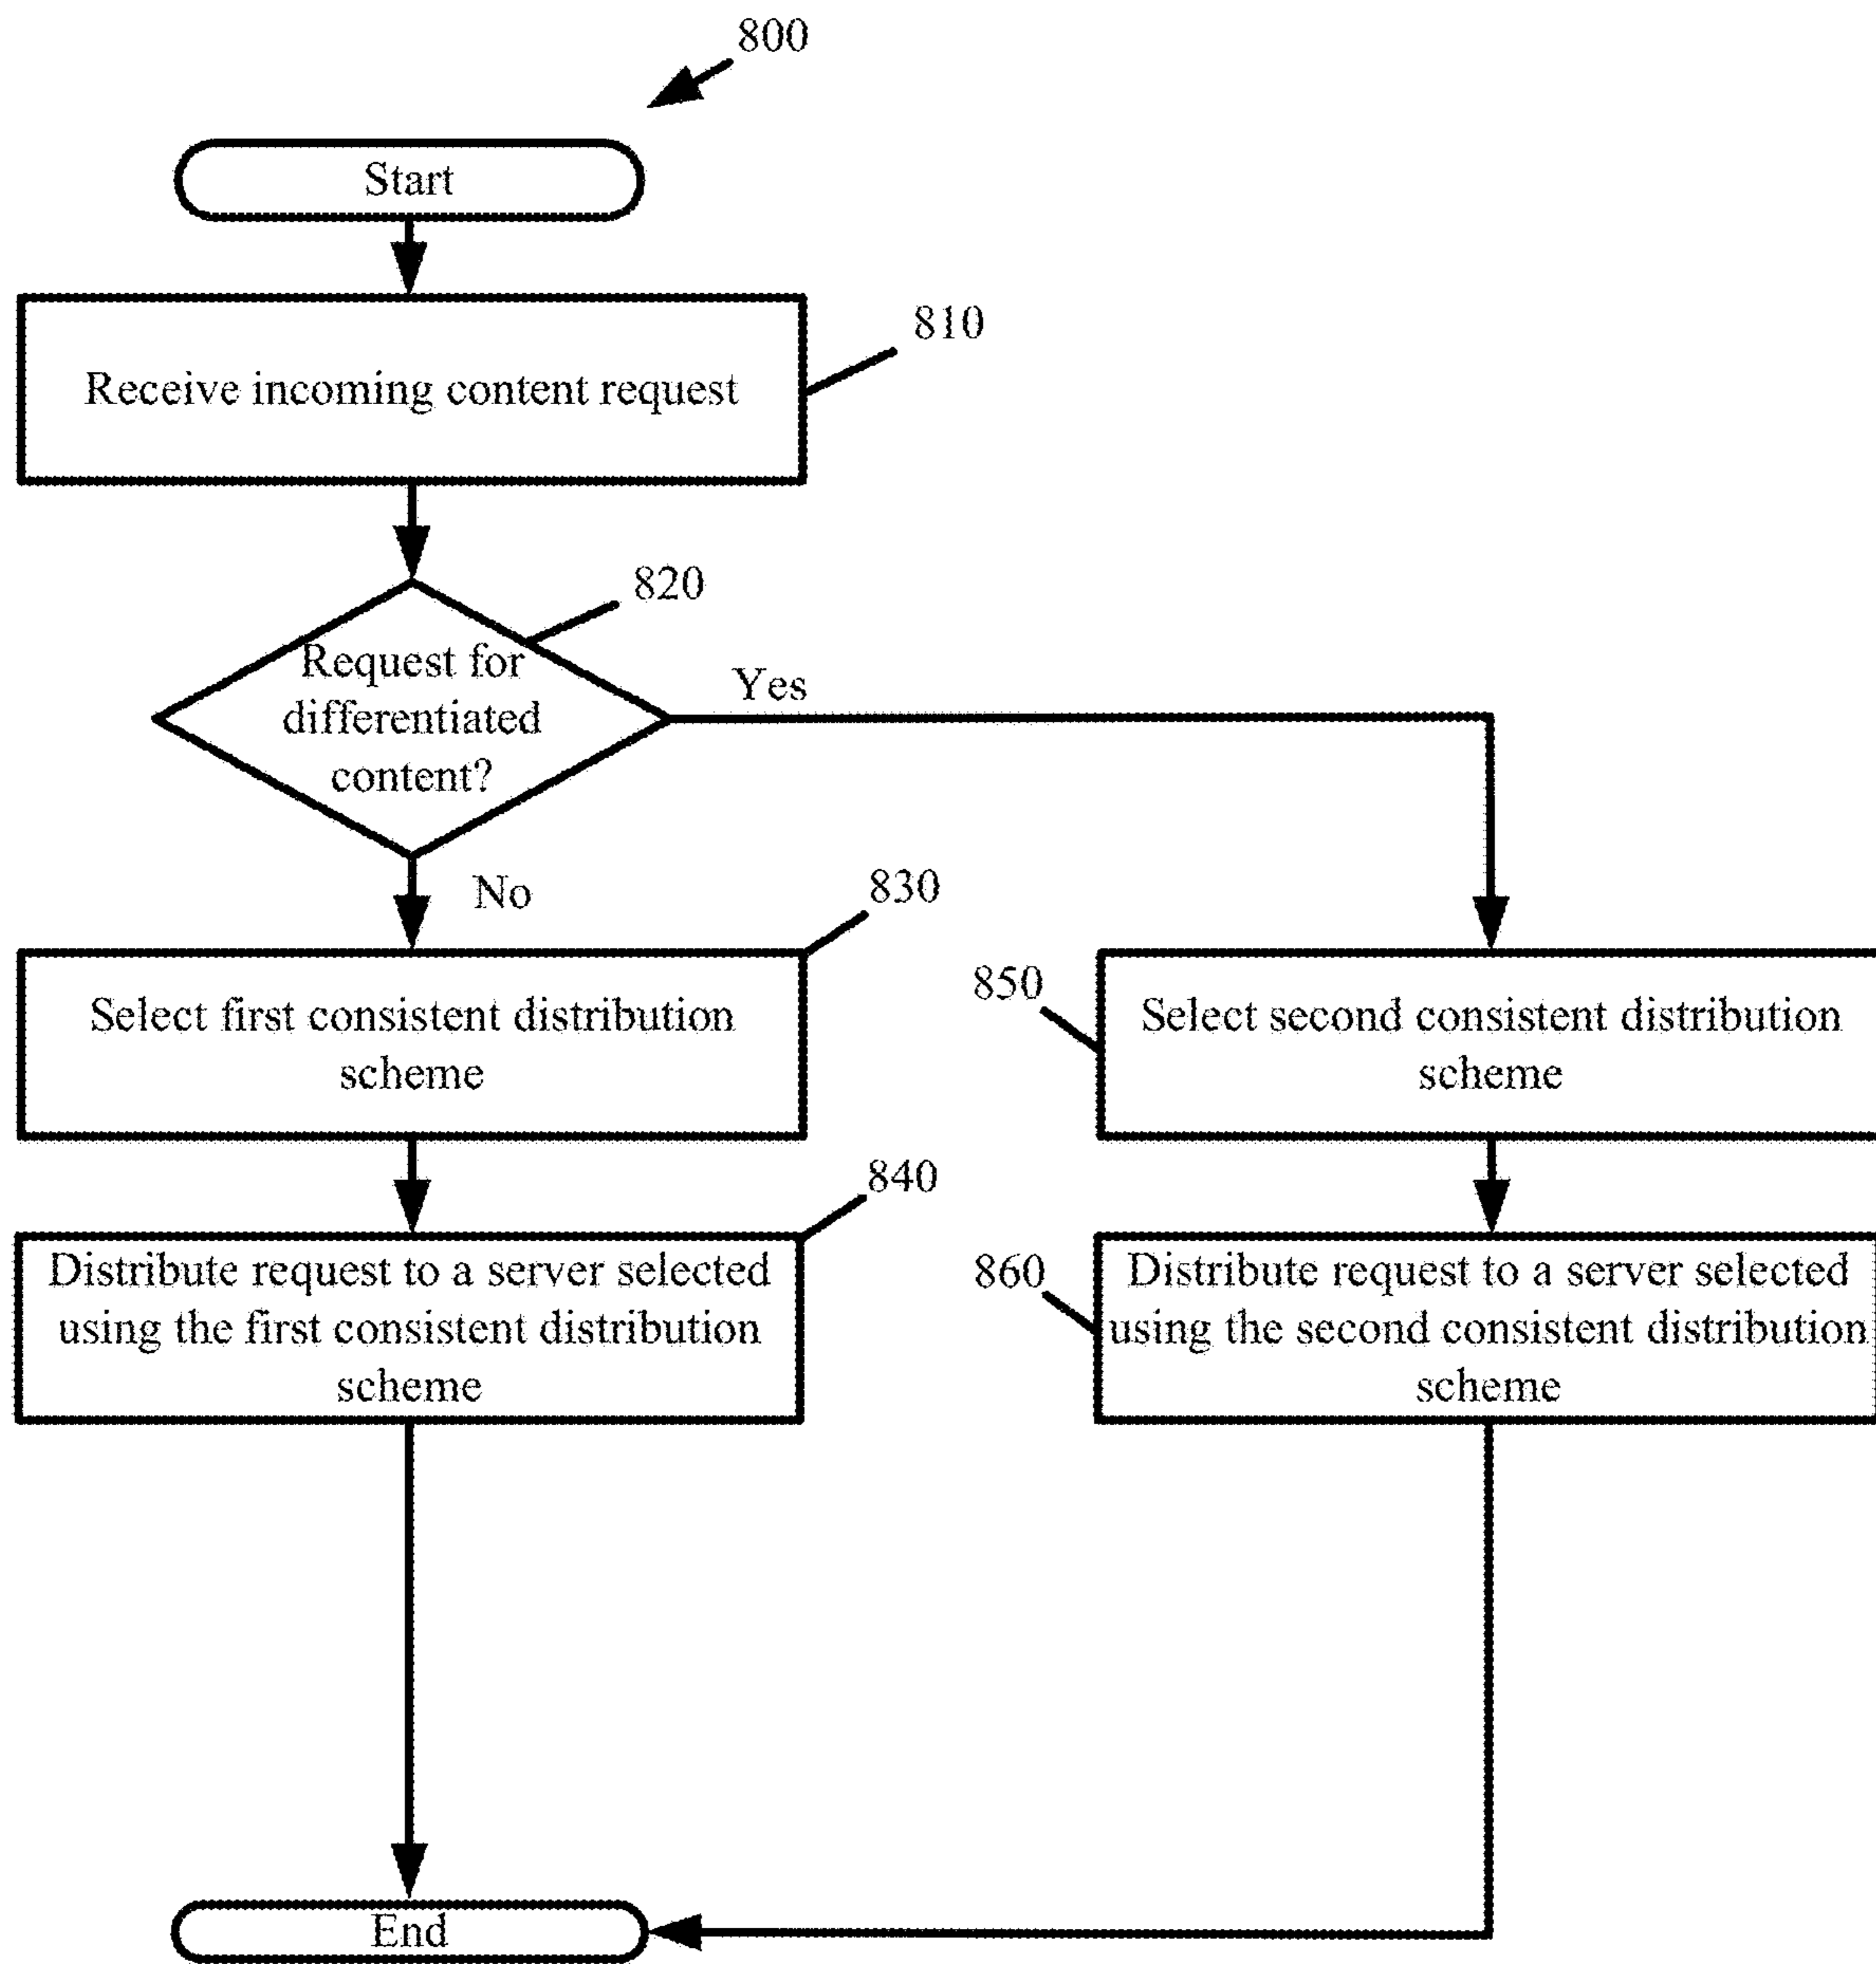 800
Start
810
Receive incoming content request
820
Request for
differentiated
content?
Yes
No
830
Select first consistent distribution
scheme
850
Select second consistent distribution
scheme
840
Distribute request to a server selected
using the first consistent distribution
scheme
860
Distribute request to a server selected
using the second consistent distribution
scheme
End